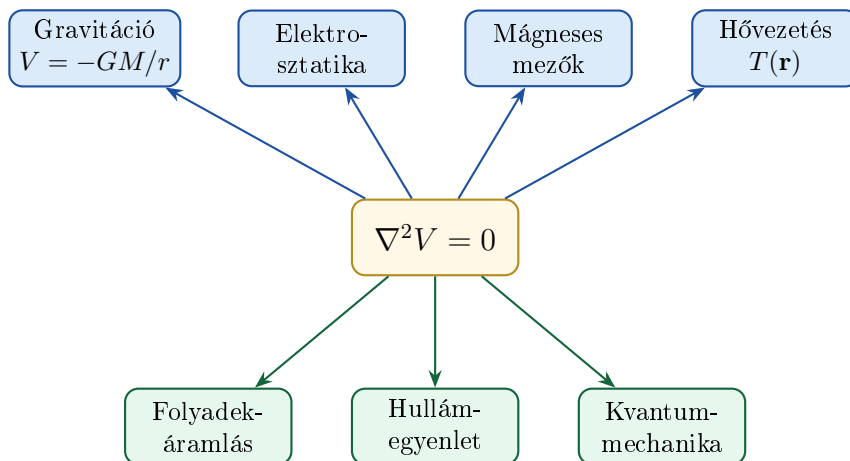 Gravitáció
V = −GM/r
Elektro-
sztatika
Mágneses
mezők
Hővezetés
T(r)
∇²V = 0
Folyadek-
áramlás
Hullám-
egyenlet
Kvantum-
mechanika